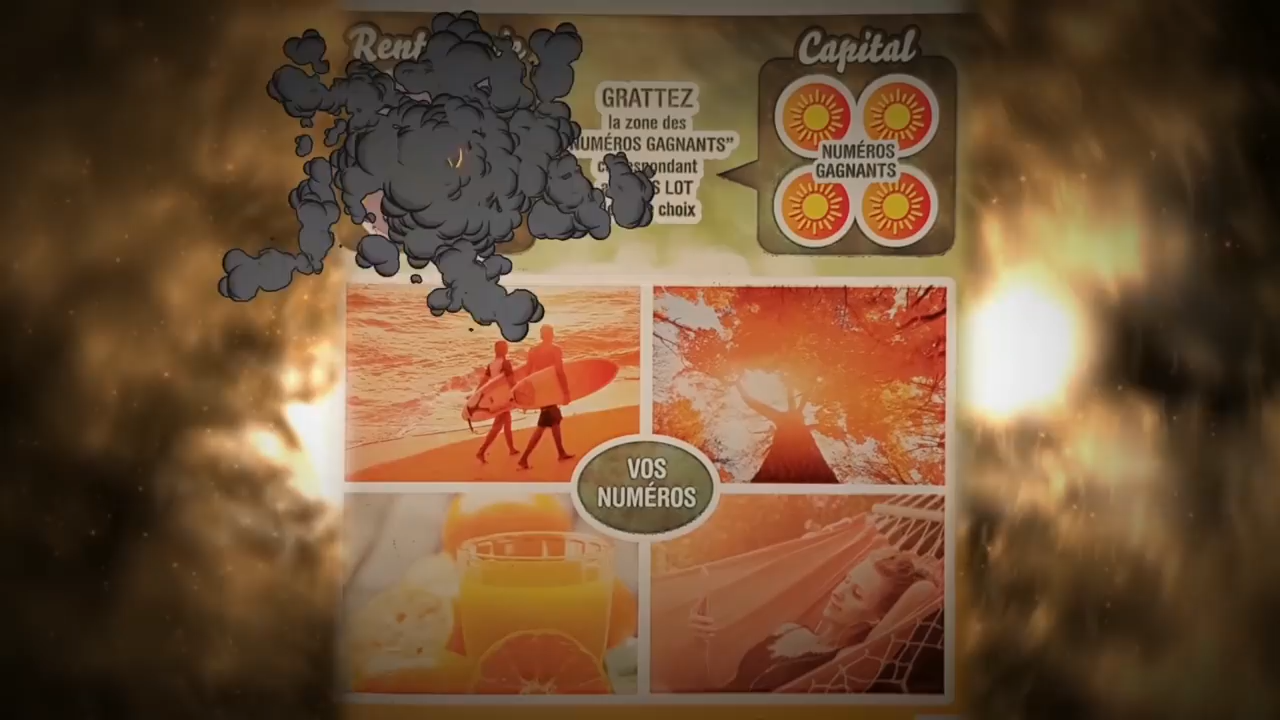 Capital
GRATTEZ
la zone des
NUMÉROS GAGNANTS”
LOT
choix
NUMÉROS
GAGNANTS
VOS
NUMÉROS